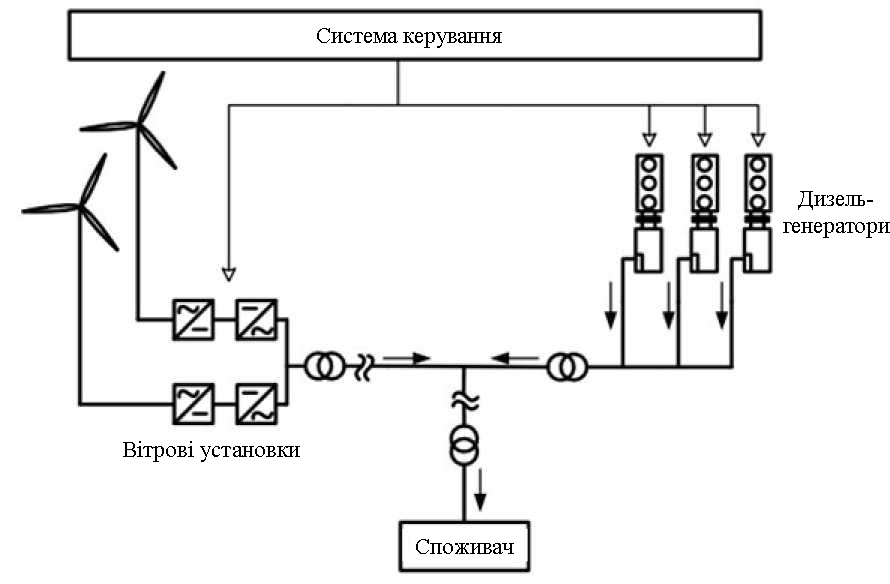 Система керування
Дизель-
генератори
Вітрові установки
Споживач